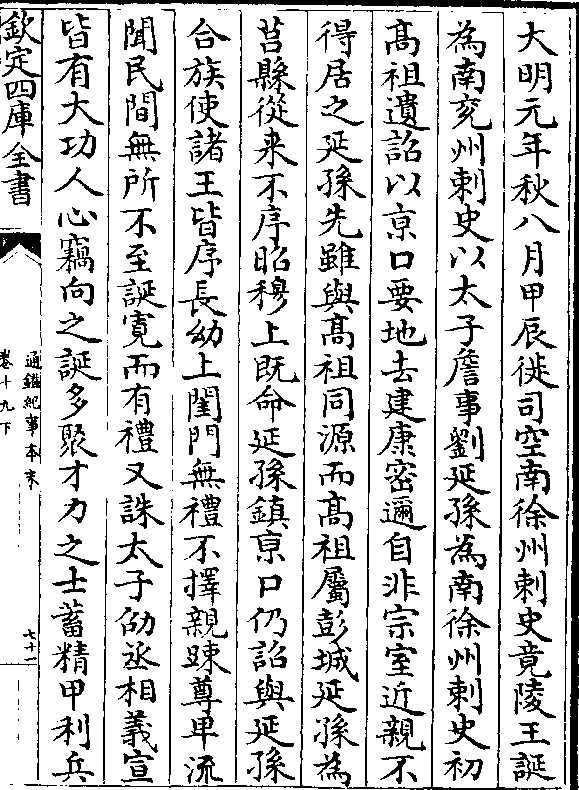 大明元年秋八月甲辰徙司空南徐州刺史竟陵王誕
為南兖州刺史以太子詹事劉延孫為南徐州刺史初
髙祖遺詔以京口要地去建康宻邇自非宗室近親不
得居之延孫先雖與髙祖同源而髙祖屬彭城延孫為
莒縣從来不序昭穆上既命延孫鎮京口仍詔與延孫
合族使諸王皆序長幼上閨門無禮不擇親踈尊卑流
聞民間無所不至誕寛而有禮又誅太子劭丞相義宣
皆有大功人心竊向之誕多聚才力之士蓄精甲利兵
欽定四庫全書
通鑑紀事本末
卷十九下
七十一